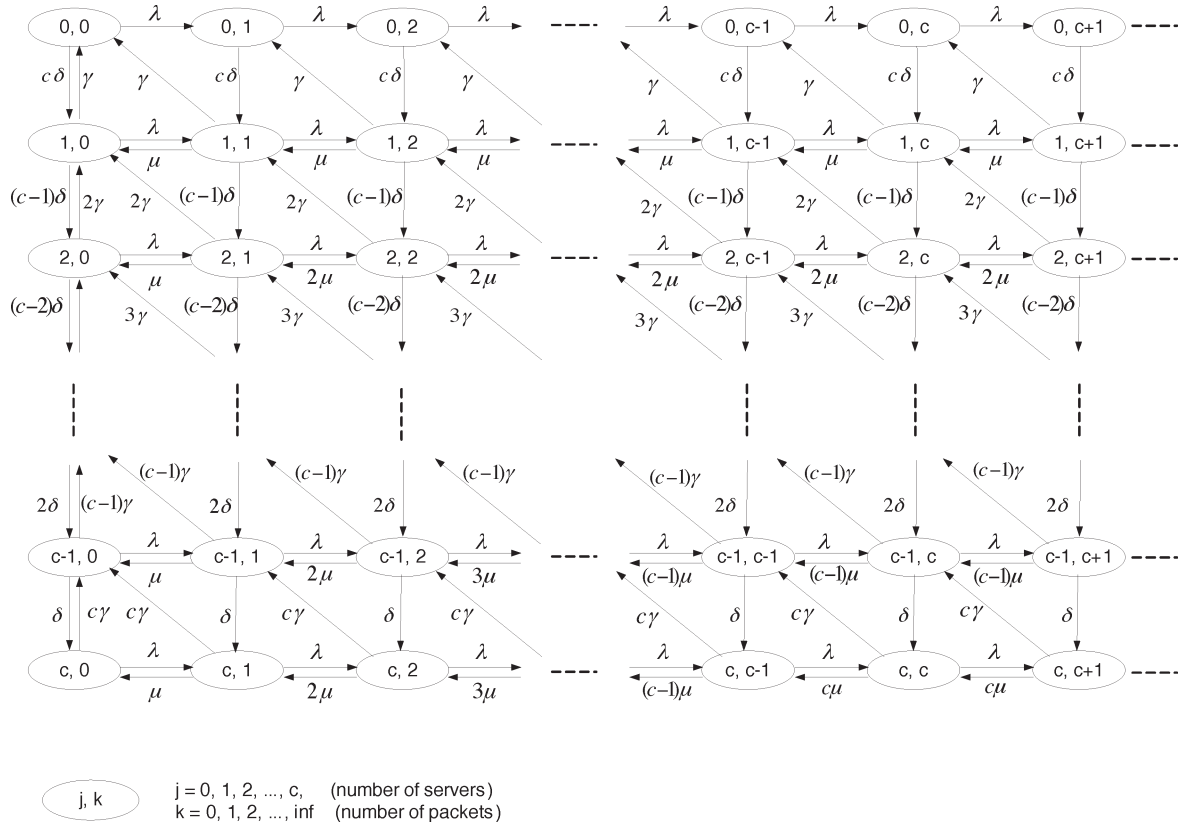 λ λ λ λ λ λ
0, 0 0, 1 0, 2 0, c-1 0, c 0, c+1
cδ γ γ cδ γ cδ γ γ cδ γ cδ γ cδ
λ λ λ λ λ λ
1, 0 1, 1 1, 2 1, c-1 1, c 1, c+1
μ μ μ μ μ μ
(c−1)δ 2γ 2γ (c−1)δ 2γ (c−1)δ 2γ 2γ (c−1)δ 2γ (c−1)δ 2γ (c−1)δ
λ λ λ λ λ λ
2, 0 2, 1 2, 2 2, c-1 2, c 2, c+1
μ 2μ 2μ 2μ 2μ 2μ
(c−2)δ 3γ (c−2)δ 3γ (c−2)δ 3γ 3γ (c−2)δ 3γ (c−2)δ 3γ (c−2)δ
2δ (c−1)γ (c−1)γ 2δ (c−1)γ 2δ (c−1)γ (c−1)γ 2δ (c−1)γ 2δ (c−1)γ 2δ
λ λ λ λ λ λ
c-1, 0 c-1, 1 c-1, 2 c-1, c-1 c-1, c c-1, c+1
μ 2μ 3μ (c−1)μ (c−1)μ (c−1)μ
δ cγ cγ δ cγ δ cγ cγ δ cγ δ cγ δ
λ λ λ λ λ λ
c, 0 c, 1 c, 2 c, c-1 c, c c, c+1
μ 2μ 3μ (c−1)μ cμ cμ
j, k
j = 0, 1, 2, ..., c, (number of servers)
k = 0, 1, 2, ..., inf (number of packets)